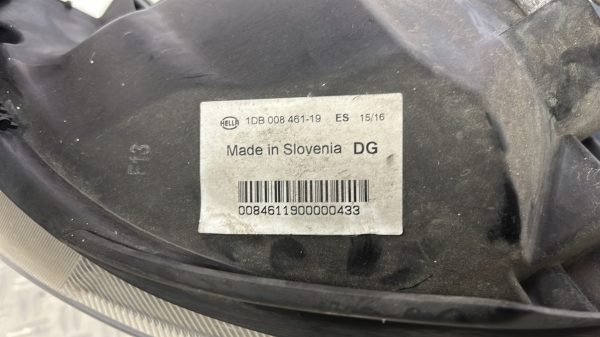 HELLA 1DB 008 461-19 ES 15/16
Made in Slovenia DG
0084611900000433
F13